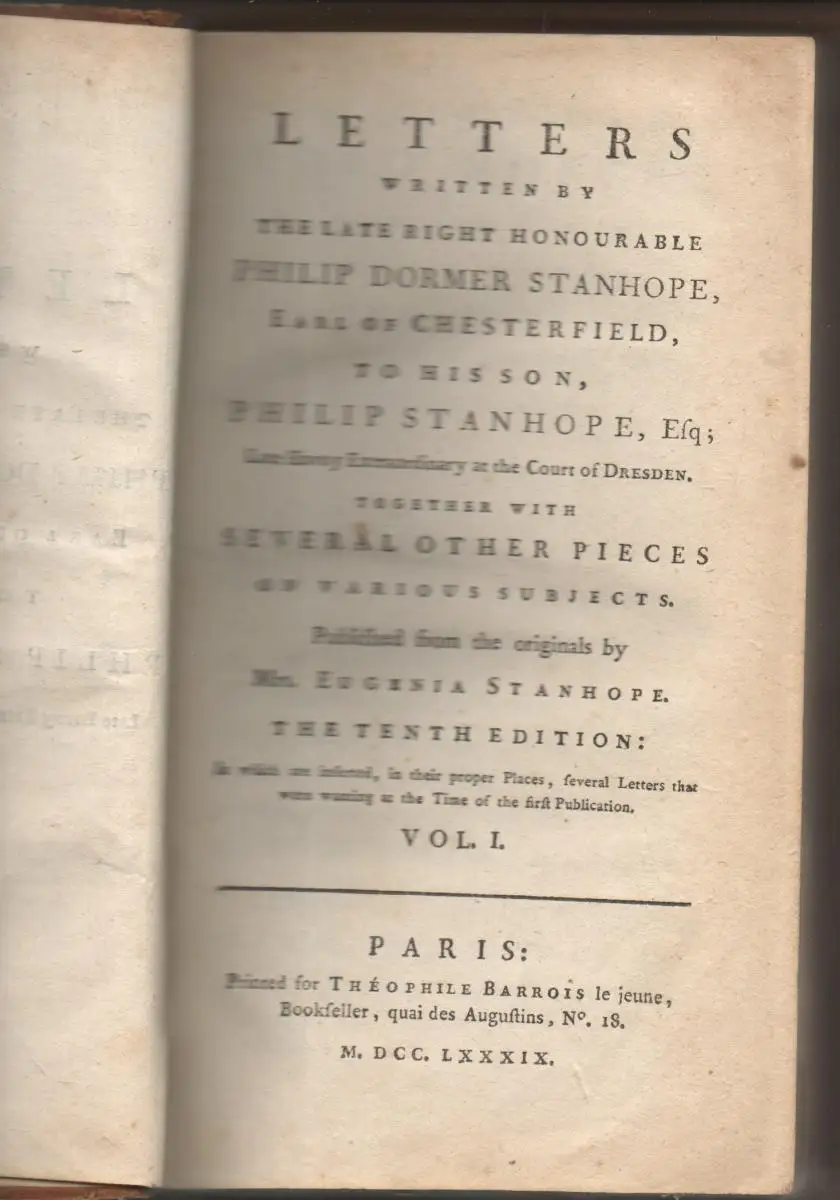 LETTERS
WRITTEN BY
THE LATE RIGHT HONOURABLE
PHILIP DORMER STANHOPE,
EARL OF CHESTERFIELD,
TO HIS SON,
PHILIP STANHOPE, Eſq;
Late Envoy Extraordinary at the Court of DRESDEN.
TOGETHER WITH
SEVERAL OTHER PIECES
ON VARIOUS SUBJECTS.
Published from the originals by
Mrs. EUGENIA STANHOPE.
THE TENTH EDITION:
In which are inſerted, in their proper Places, ſeveral Letters that
were wanting at the Time of the firſt Publication.
VOL. I.
PARIS:
Printed for THÉOPHILE BARROIS le jeune,
Bookſeller, quai des Auguſtins, Nº. 18.
M. DCC. LXXXIX.